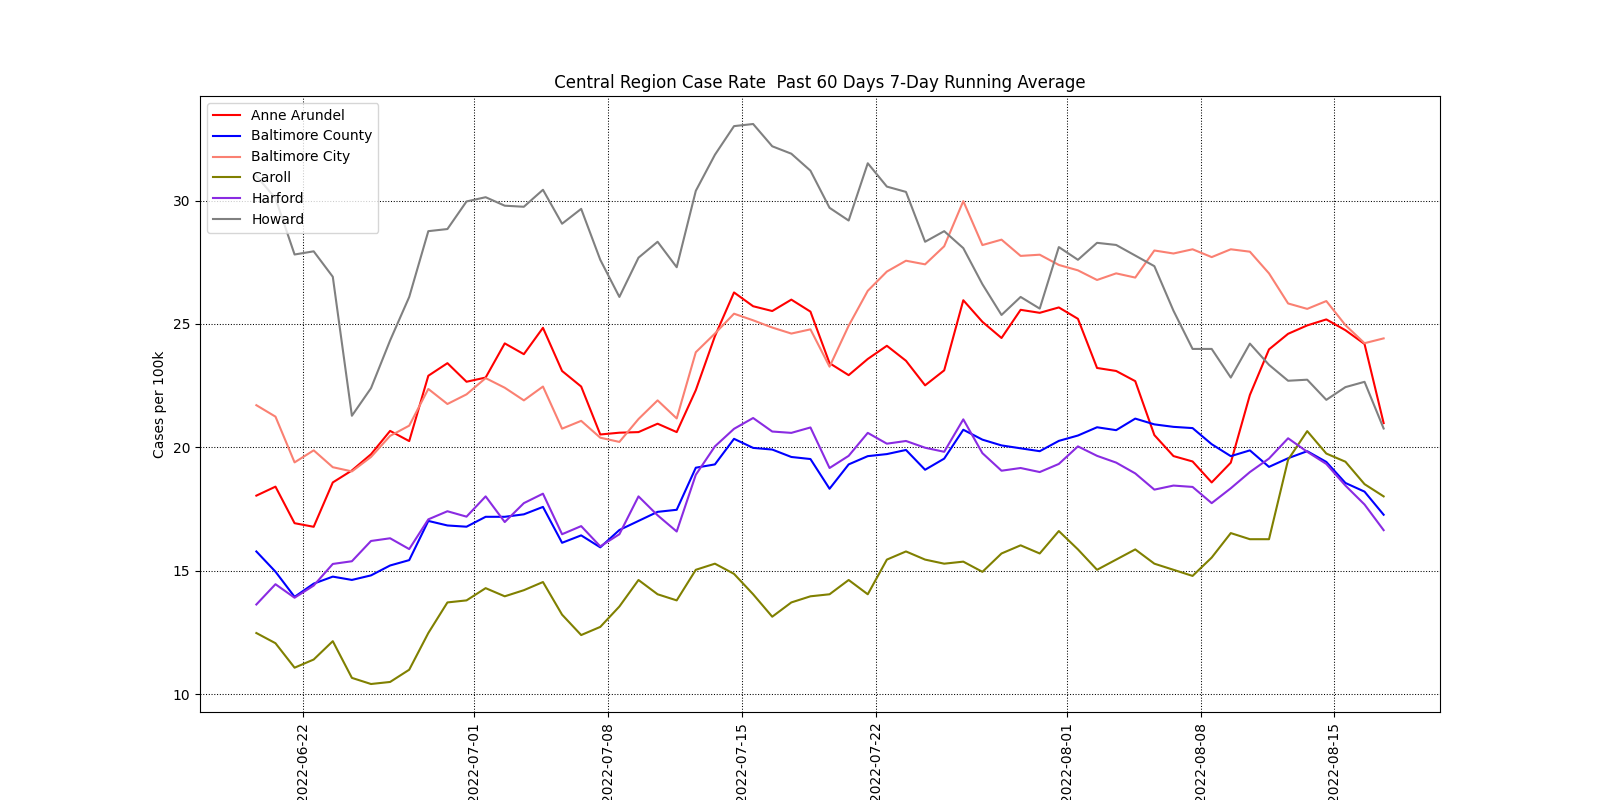 Central Region Case Rate  Past 60 Days 7-Day Running Average
Anne Arundel
Baltimore County
Baltimore City
Caroll
Harford
Howard
Cases per 100k
30
25
20
15
10
2022-06-22
2022-07-01
2022-07-08
2022-07-15
2022-07-22
2022-08-01
2022-08-08
2022-08-15